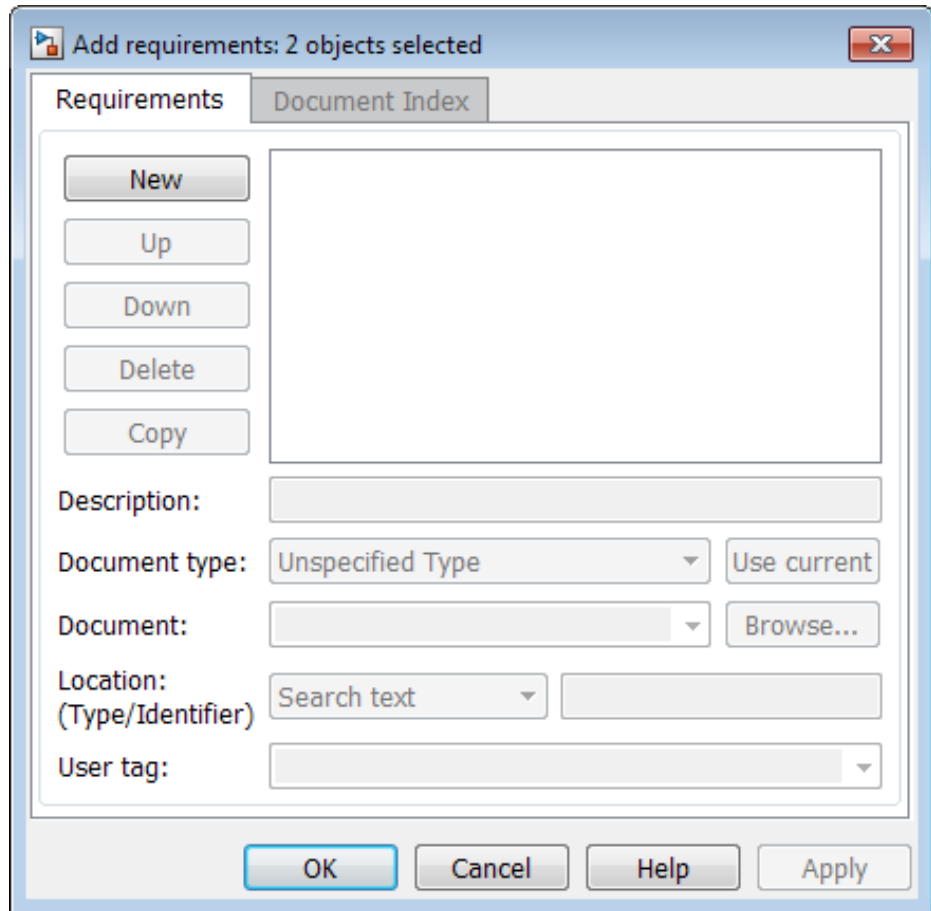 Add requirements: 2 objects selected
Requirements
Document Index
New
Up
Down
Delete
Copy
Description:
Document type:
Unspecified Type
Use current
Document:
Browse...
Location:
(Type/Identifier)
Search text
User tag:
OK
Cancel
Help
Apply